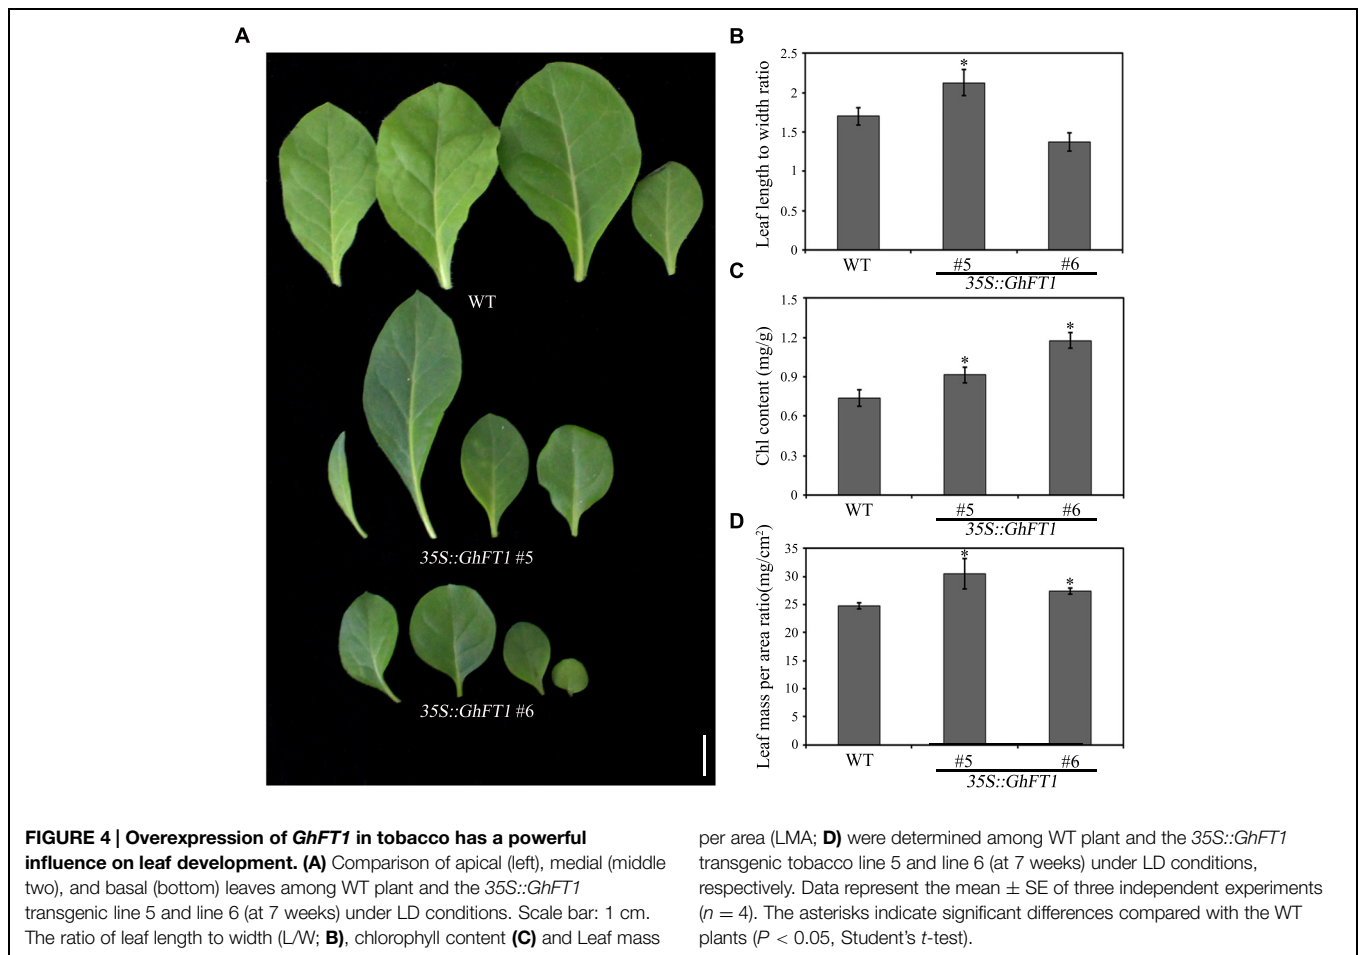 A
WT
35S::GhFT1 #5
35S::GhFT1 #6
B
Leaf length to width ratio
2.5
2
1.5
1
0.5
0
*
WT
#5
#6
35S::GhFT1
C
Chl content (mg/g)
1.5
1.2
0.9
0.6
0.3
0
*
*
WT
#5
#6
35S::GhFT1
D
Leaf mass per area ratio(mg/cm²)
35
30
25
20
15
10
5
0
*
*
WT
#5
#6
35S::GhFT1
FIGURE 4 | Overexpression of GhFT1 in tobacco has a powerful
influence on leaf development. (A) Comparison of apical (left), medial (middle
two), and basal (bottom) leaves among WT plant and the 35S::GhFT1
transgenic line 5 and line 6 (at 7 weeks) under LD conditions. Scale bar: 1 cm.
The ratio of leaf length to width (L/W; B), chlorophyll content (C) and Leaf mass
per area (LMA; D) were determined among WT plant and the 35S::GhFT1
transgenic tobacco line 5 and line 6 (at 7 weeks) under LD conditions,
respectively. Data represent the mean ± SE of three independent experiments
(n = 4). The asterisks indicate significant differences compared with the WT
plants (P < 0.05, Student's t-test).